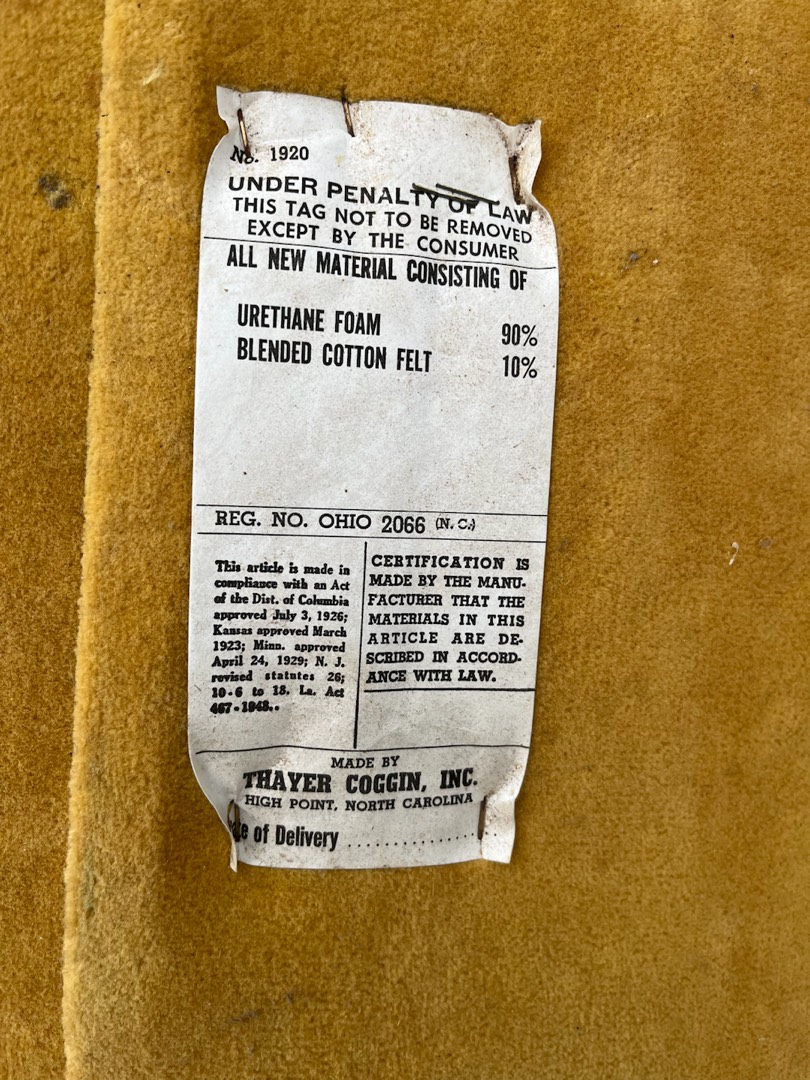 No. 1920
UNDER PENALTY OF LAW
THIS TAG NOT TO BE REMOVED
EXCEPT BY THE CONSUMER
ALL NEW MATERIAL CONSISTING OF
URETHANE FOAM 90%
BLENDED COTTON FELT 10%
REG. NO. OHIO 2066 (N. C.)
This article is made in
compliance with an Act
of the Dist. of Columbia
approved July 3, 1926;
Kansas approved March
1923; Minn. approved
April 24, 1929; N. J.
revised statutes 26;
10-6 to 18. La. Act
467-1948.
CERTIFICATION IS
MADE BY THE MANU-
FACTURER THAT THE
MATERIALS IN THIS
ARTICLE ARE DE-
SCRIBED IN ACCORD-
ANCE WITH LAW.
MADE BY
THAYER COGGIN, INC.
HIGH POINT, NORTH CAROLINA
of Delivery ................